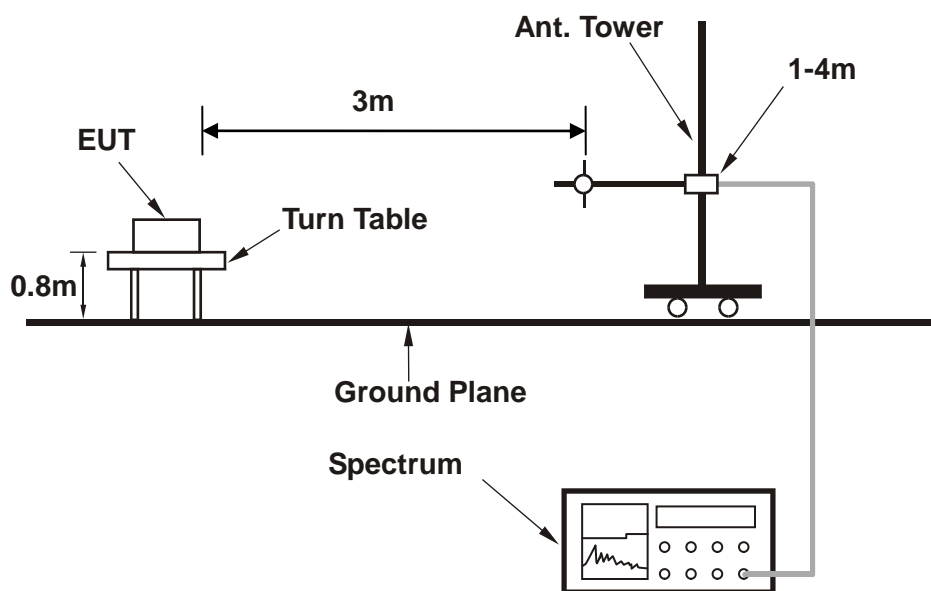 Ant. Tower
1-4m
3m
EUT
Turn Table
0.8m
Ground Plane
Spectrum